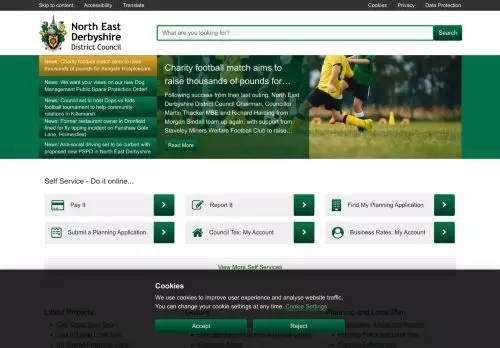 Skip to content Accessibility Translate Cookies Privacy Data Protection
North East
Derbyshire
District Council
What are you looking for? Search
News: Charity football match aims to
raise thousands of pounds for Ashgate Hospicecare
News: We want your views on our new Dog
Management Public Space Protection Order!
News: Council set to host Cops vs Kids
football tournament to help community
relations in Killamarsh
News: Former restaurant owner in Dronfield
fined for fly tipping incident on Fanshaw Gate
Lane, Holmesfield
News: Anti-social driving set to be curbed with
proposed new PSPO in North East Derbyshire
Charity football match aims to
raise thousands of pounds for…
Following success from their last outing, North East
Derbyshire District Council Chairman, Councillor
Martin Thacker MBE and Richard Harding from
Morgan Sindall team up again, with support from
Staveley Miners Welfare Football Club to raise…
Read More
Self Service - Do it online...
Pay It Report It Find My Planning Application
Submit a Planning Application Council Tax: My Account Business Rates: My Account
View More Self Services
Cookies
We use cookies to improve user experience and analyse website traffic.
You can change your cookie settings at any time. Cookie Settings
Accept Reject
Latest Projects Leisure Planning and Local Plan